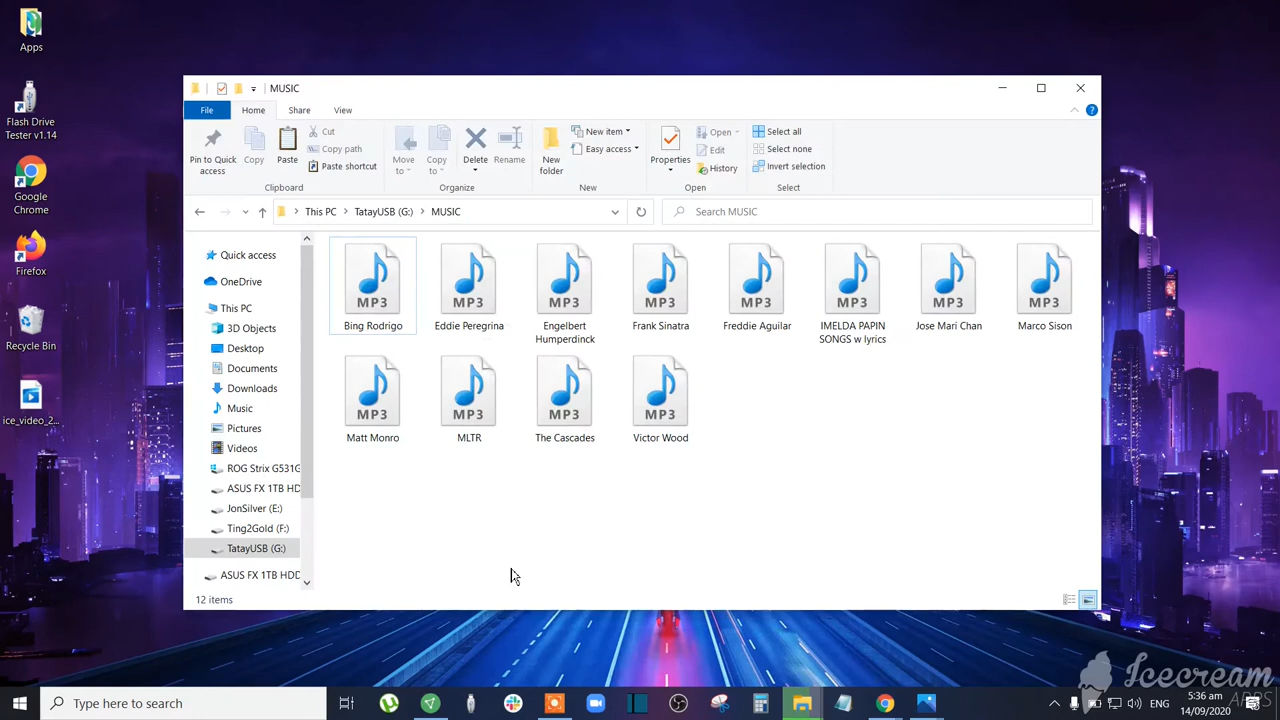 Apps
Flash Drive
Tester v1.14
Google
Chrome
Firefox
Recycle Bin
ice_video_2...
MUSIC
File
Home
Share
View
Pin to Quick
access
Copy
Paste
Cut
Copy path
Paste shortcut
Clipboard
Move
to
Copy
to
Delete
Rename
Organize
New
folder
New item
Easy access
New
Properties
Open
Edit
History
Open
Select all
Select none
Invert selection
Select
This PC
TatayUSB (G:)
MUSIC
Search MUSIC
Quick access
OneDrive
This PC
3D Objects
Desktop
Documents
Downloads
Music
Pictures
Videos
ROG Strix G531G
ASUS FX 1TB HD
JonSilver (E:)
Ting2Gold (F:)
TatayUSB (G:)
ASUS FX 1TB HDD
MP3 MP3 MP3 MP3 MP3 MP3 MP3 MP3
Bing Rodrigo
Eddie Peregrina
Engelbert
Humperdinck
Frank Sinatra
Freddie Aguilar
IMELDA PAPIN
SONGS w lyrics
Jose Mari Chan
Marco Sison
MP3 MP3 MP3 MP3
Matt Monro
MLTR
The Cascades
Victor Wood
12 items
Icecream
APPS
Type here to search
ENG
5:36 am
14/09/2020